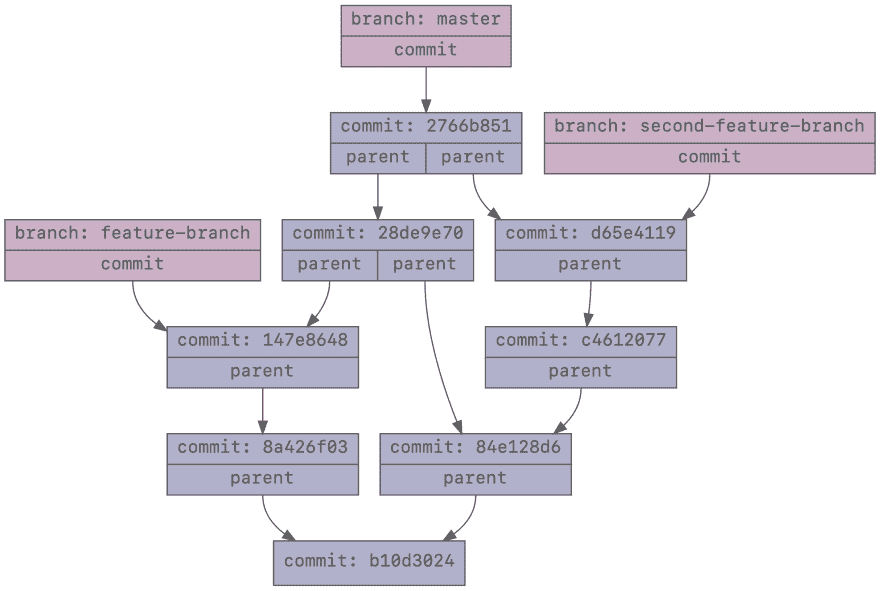 branch: master
commit
commit: 2766b851
parent parent
branch: second-feature-branch
commit
branch: feature-branch
commit
commit: 28de9e70
parent parent
commit: d65e4119
parent
commit: 147e8648
parent
commit: c4612077
parent
commit: 8a426f03
parent
commit: 84e128d6
parent
commit: b10d3024